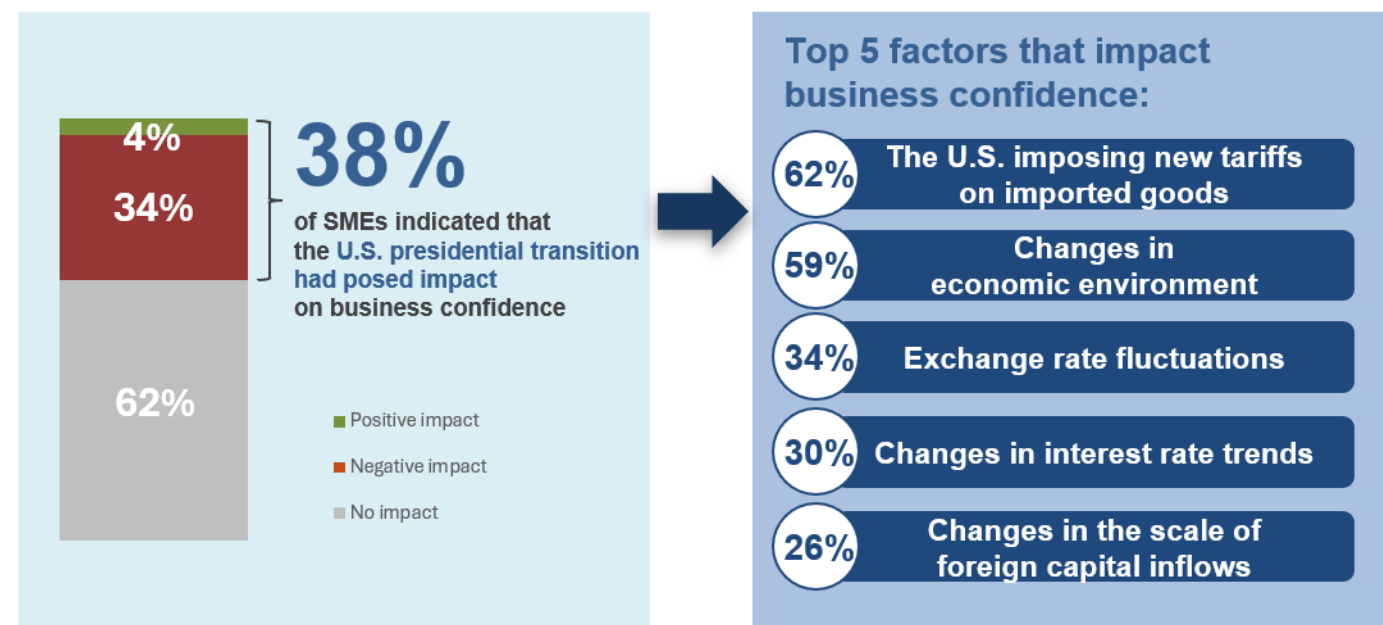 4%
34%
62%
38%
of SMEs indicated that
the U.S. presidential transition
had posed impact
on business confidence
Positive impact
Negative impact
No impact
Top 5 factors that impact
business confidence:
62%
The U.S. imposing new tariffs
on imported goods
59%
Changes in
economic environment
34%
Exchange rate fluctuations
30%
Changes in interest rate trends
26%
Changes in the scale of
foreign capital inflows